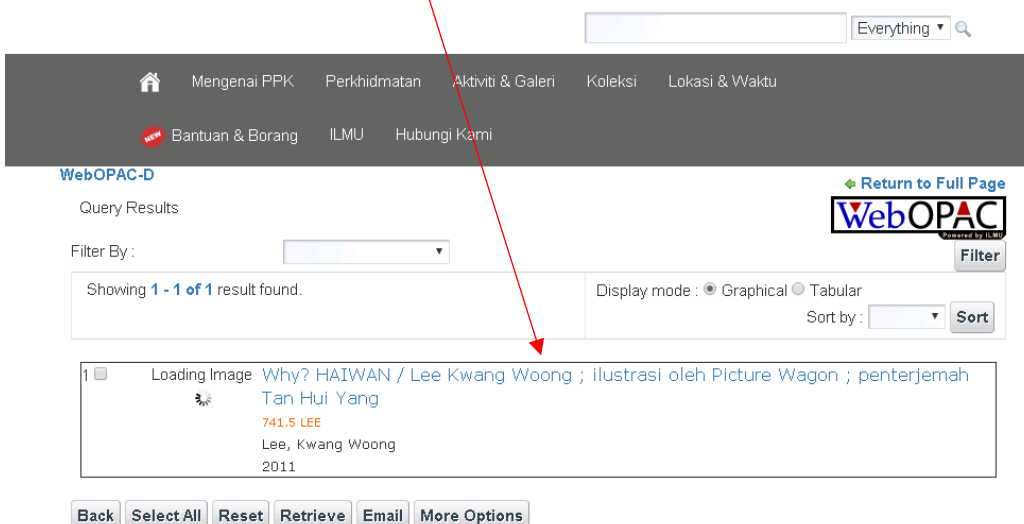 Everything
Mengenai PPK Perkhidmatan Aktiviti & Galeri Koleksi Lokasi & Waktu
NEW Bantuan & Borang ILMU Hubungi Kami
WebOPAC-D
Return to Full Page
Query Results
WebOPAC
Powered by ILMU
Filter By :
Filter
Showing 1 - 1 of 1 result found.
Display mode : Graphical Tabular
Sort by : Sort
1 Loading Image Why? HAIWAN / Lee Kwang Woong ; ilustrasi oleh Picture Wagon ; penterjemah
Tan Hui Yang
741.5 LEE
Lee, Kwang Woong
2011
Back Select All Reset Retrieve Email More Options